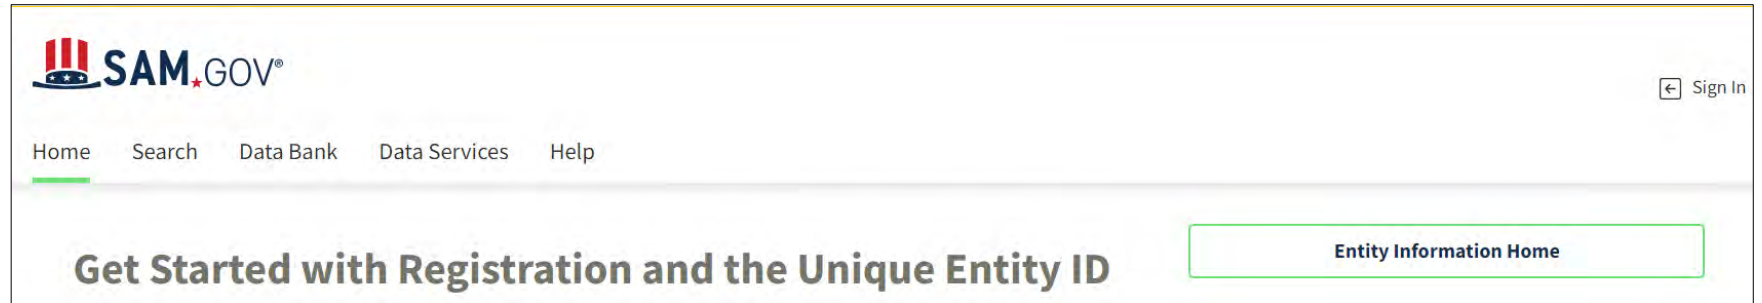 SAM.GOV®
Sign In
Home Search Data Bank Data Services Help
Get Started with Registration and the Unique Entity ID
Entity Information Home